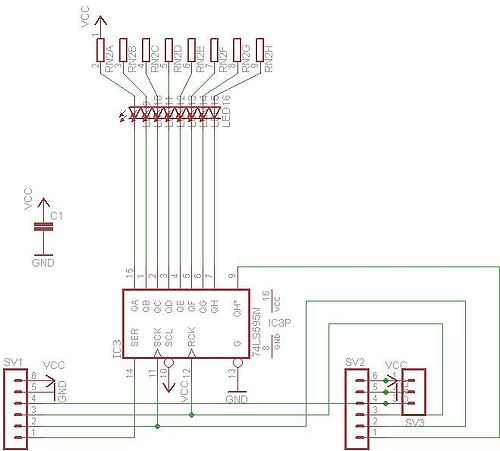 VCC
1
2 3 4 5 6 7 8 9
RN2A RN2B RN2C RN2D RN2E RN2F RN2G RN2H
LED16
VCC
C1
GND
15 1 2 3 4 5 6 7 9
QA QB QC QD QE QF QG QH QH*
16 VCC
IC3P
8 GND
SER SCK SCL RCK G
IC3
74LS595N
14 11 10 12 13
VCC
GND
SV1
6 VCC
5 GND
4
3
2
1
SV2
6 VCC
5
4
3
2
1
SV3